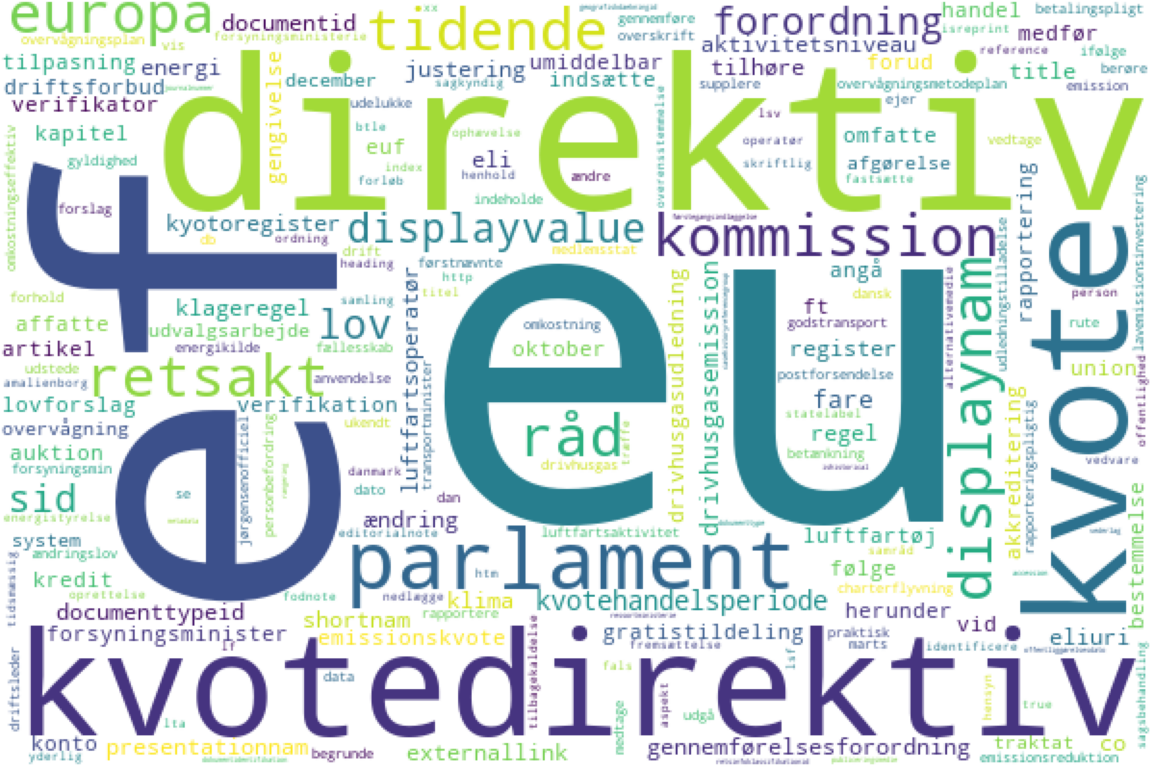 europa
documentid
forsyningsministerie
overvågningsplan
vis
xx
tidende
gennemføre
overskrift
forordning
handel
betalingspligt
isreprint
medfør
tilpasning
energi
december
justering
umiddelbar
aktivitetsniveau
tilhøre
forud
reference
ifølge
title
berøre
driftsforbud
sagkyndig
indsætte
supplere
overvågningsmetodeplan
emission
verifikator
gengivelse
udelukke
ejer
direktiv
kapitel
btle
ophævelse
lsv
operatør
omfatte
vedtage
gyldighed
euf
index
eli
henhold
ændre
overensstemmelse
skriftlig
afgørelse
fastsætte
omkostningseffektiv
forløb
indeholde
forslag
ef
kyotoregister
displayvalue
kommission
rapportering
db
ordning
drift
heading
førstnævnte
medlemsstat
http
titel
angå
dansk
person
forhold
klageregel
samling
luftfartsoperatør
eu
drivhusgasudledning
drivhusgasemission
ft
godstransport
alternativemedie
displaynam
udledningstilladelse
kvote
lavemissionsinvestering
rute
affatte
udvalgsarbejde
lov
fællesskab
omkostning
register
artikel
energikilde
oktober
postforsendelse
union
udstede
amalienborg
retsakt
anvendelse
transportminister
fare
statelabel
offentlighed
lovforslag
verifikation
ukendt
råd
træffe
regel
akkreditering
overvågning
jørgensenofficiel
personbefordring
betænkning
vedvare
auktion
forsyningsmin
danmark
drivhusgas
rapporteringspligtig
sid
se
dato
dan
energistyrelse
ændring
editorialnote
luftfartsaktivitet
luftfartøj
bestemmelse
system
ændringslov
parlament
samråd
tidsmæssig
kredit
oprettelse
htm
følge
charterflyvning
fodnote
nedlægge
klima
kvotehandelsperiode
documenttypeid
shortnam
rapportere
herunder
vid
forsyningsminister
emissionskvote
tilbagekaldelse
gratistildeling
fremsættelse
praktisk
marts
identificere
eliuri
driftsleder
kvotedirektiv
data
fals
lsf
aspekt
medtage
udgå
hensyn
true
sagsbehandling
lta
konto
yderlig
presentationnam
begrunde
externallink
gennemførelsesforordning
traktat
co
emissionsreduktion